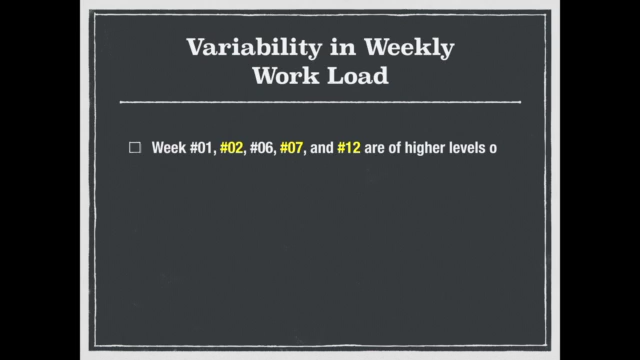 Variability in Weekly
Work Load
Week #01, #02, #06, #07, and #12 are of higher levels o